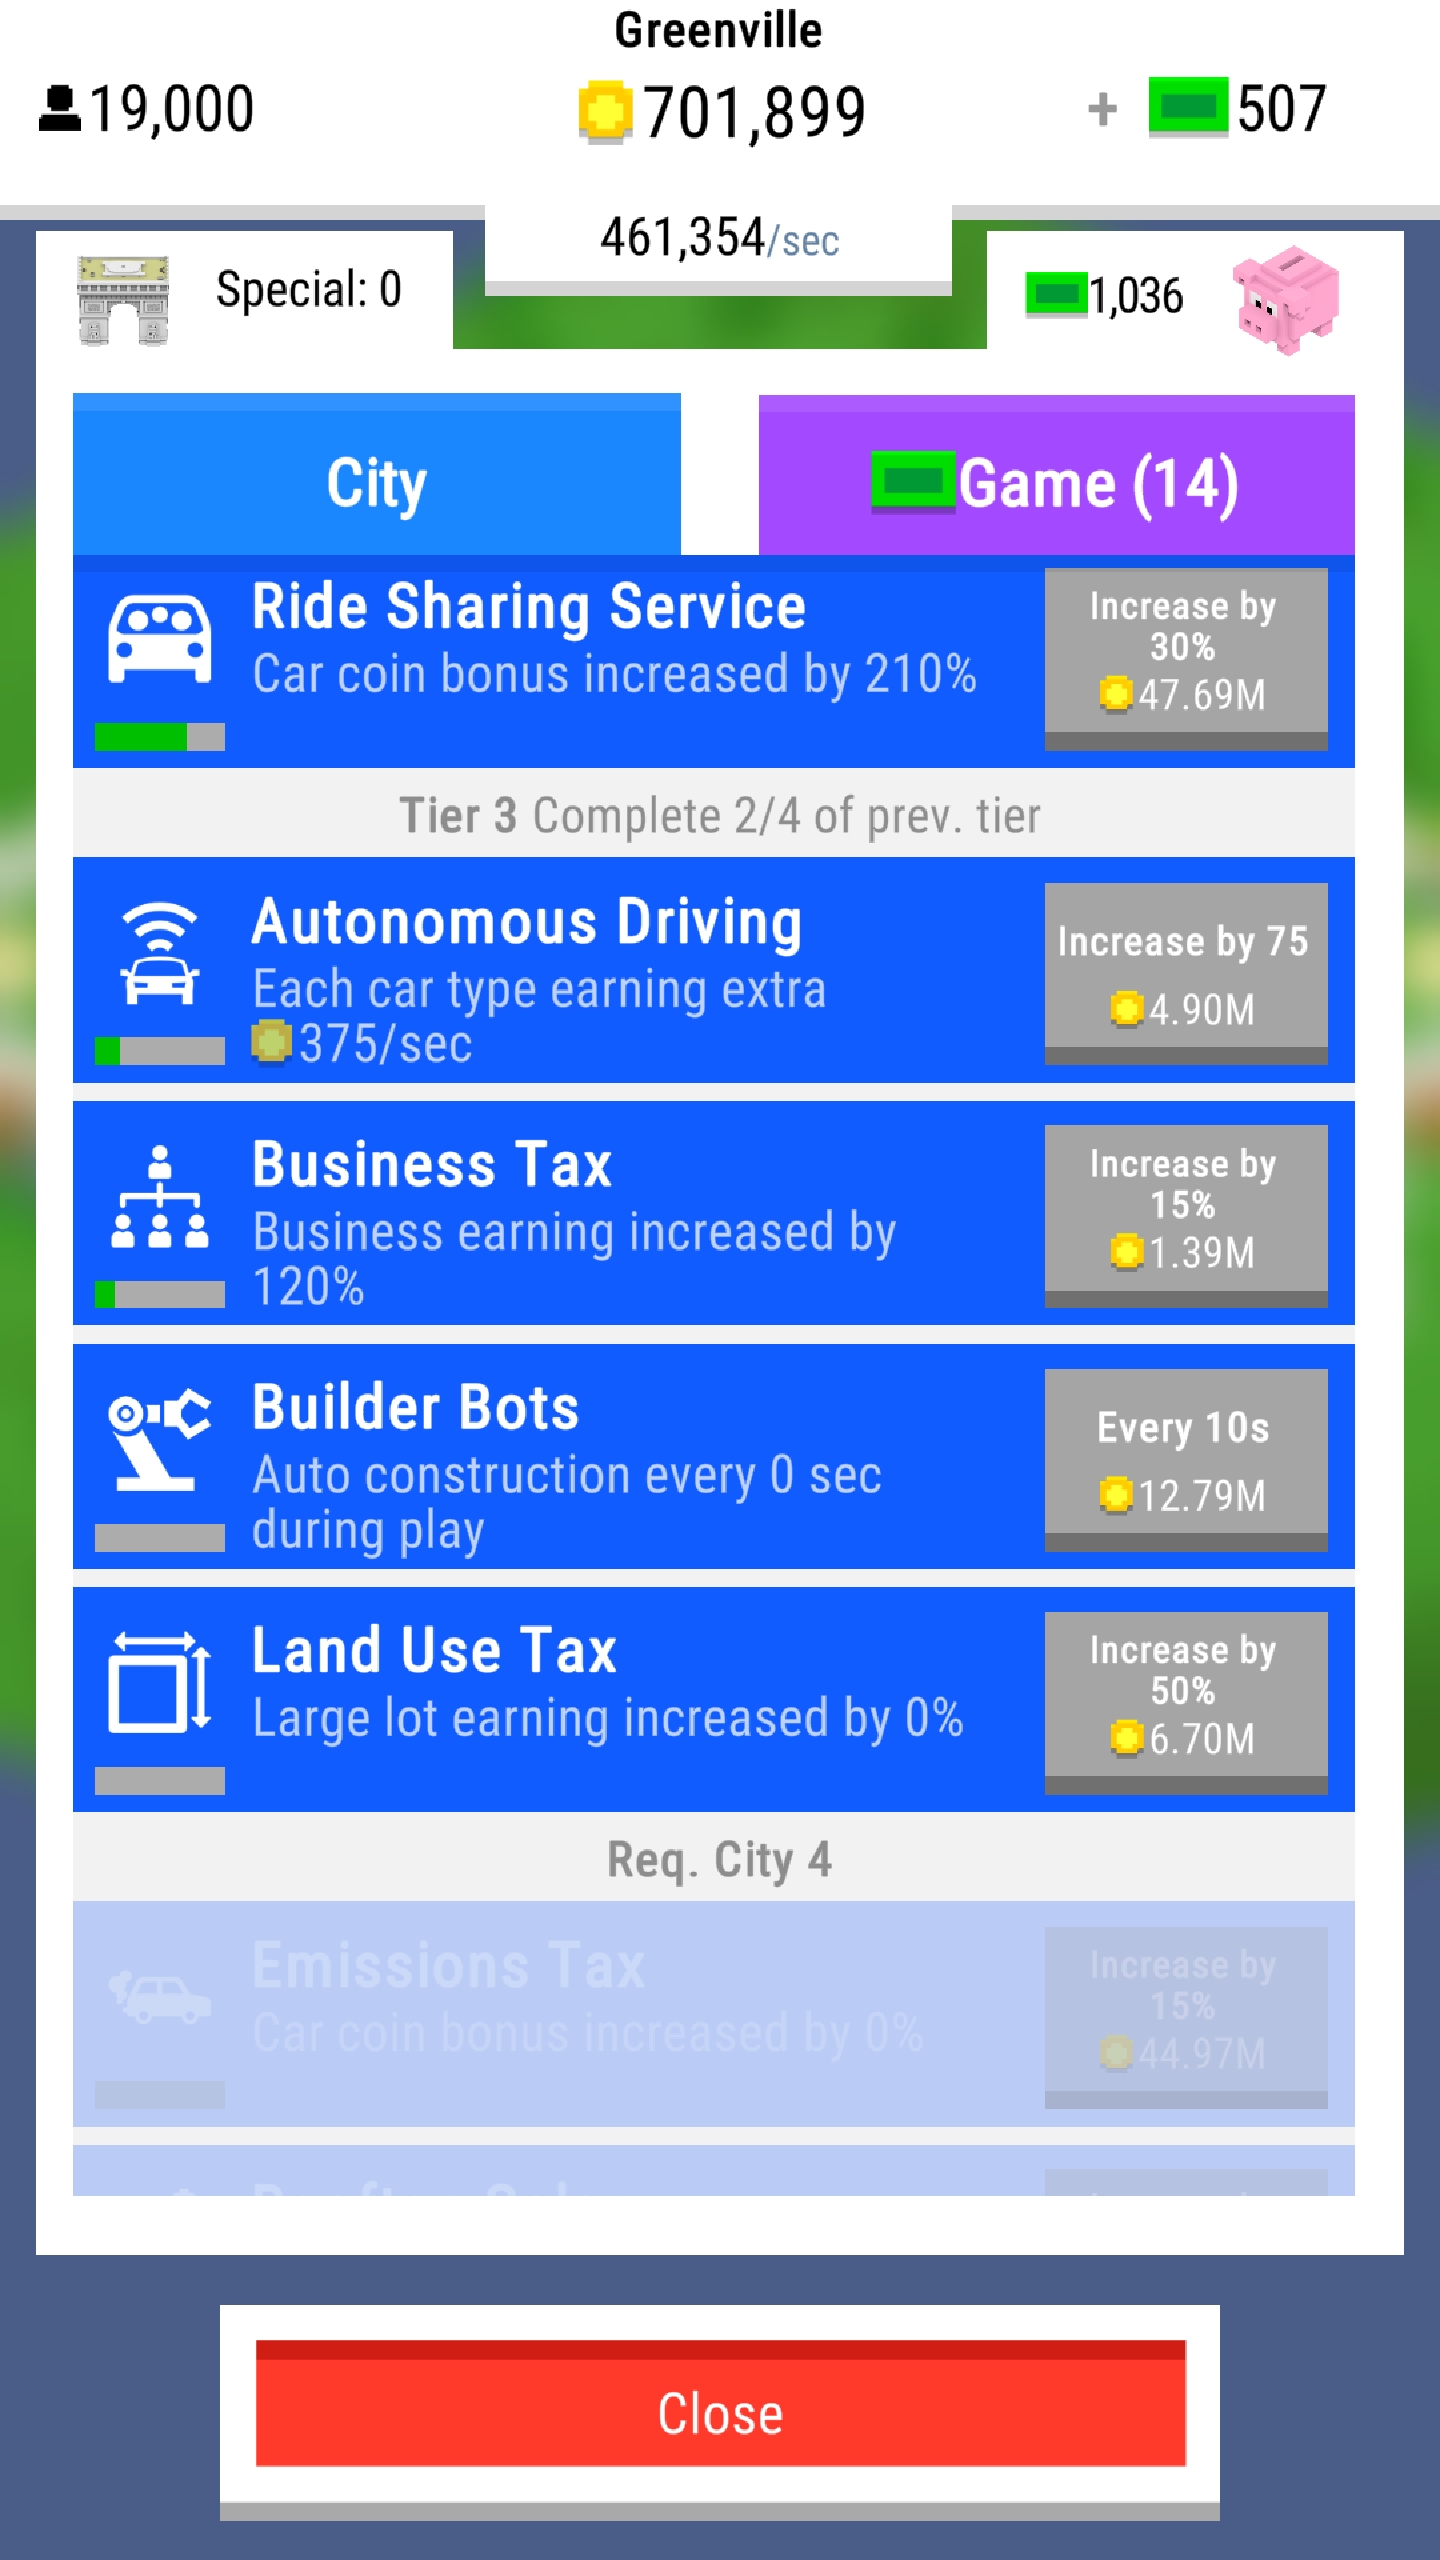 Greenville
19,000
701,899
+ 507
461,354/sec
Special: 0
1,036
City
Game (14)
Ride Sharing Service
Car coin bonus increased by 210%
Increase by
30%
47.69M
Tier 3 Complete 2/4 of prev. tier
Autonomous Driving
Each car type earning extra
375/sec
Increase by 75
4.90M
Business Tax
Business earning increased by
120%
Increase by
15%
1.39M
Builder Bots
Auto construction every 0 sec
during play
Every 10s
12.79M
Land Use Tax
Large lot earning increased by 0%
Increase by
50%
6.70M
Req. City 4
Emissions Tax
Car coin bonus increased by 0%
Increase by
15%
44.97M
Close